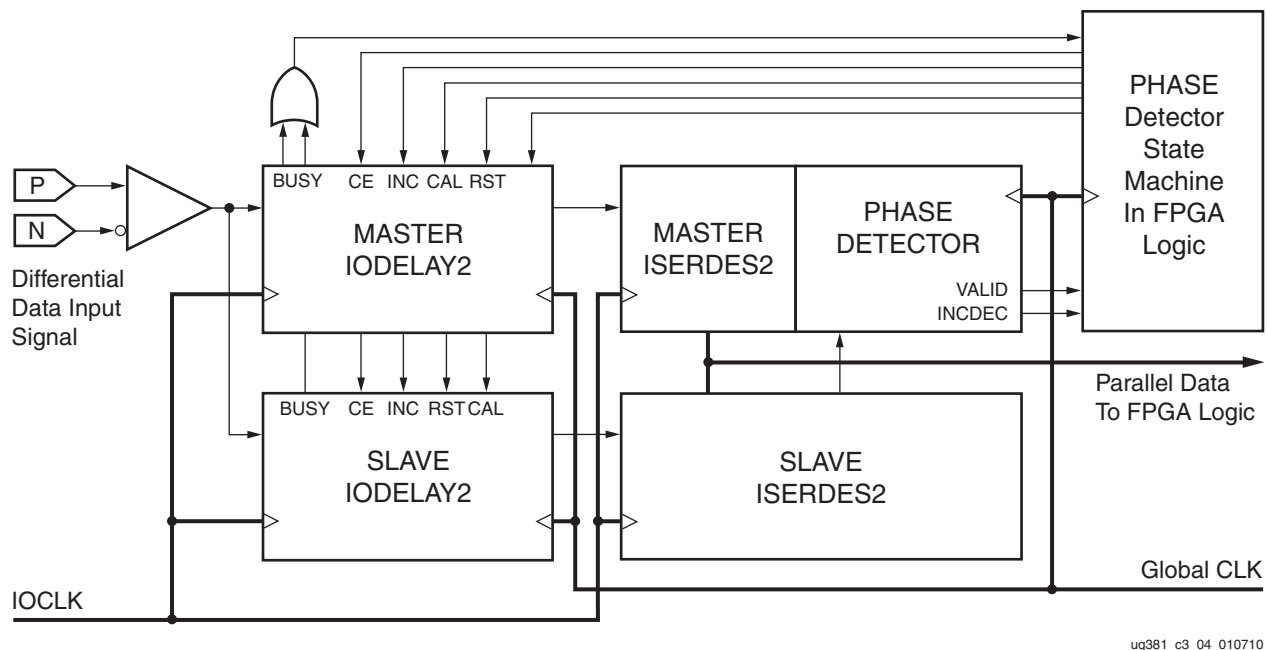 PHASE
Detector
State
Machine
In FPGA
Logic
P
N
Differential
Data Input
Signal
BUSY CE INC CAL RST
MASTER
IODELAY2
MASTER
ISERDES2
PHASE
DETECTOR
VALID
INCDEC
BUSY CE INC RST CAL
SLAVE
IODELAY2
SLAVE
ISERDES2
Parallel Data
To FPGA Logic
Global CLK
IOCLK
ug381_c3_04_010710